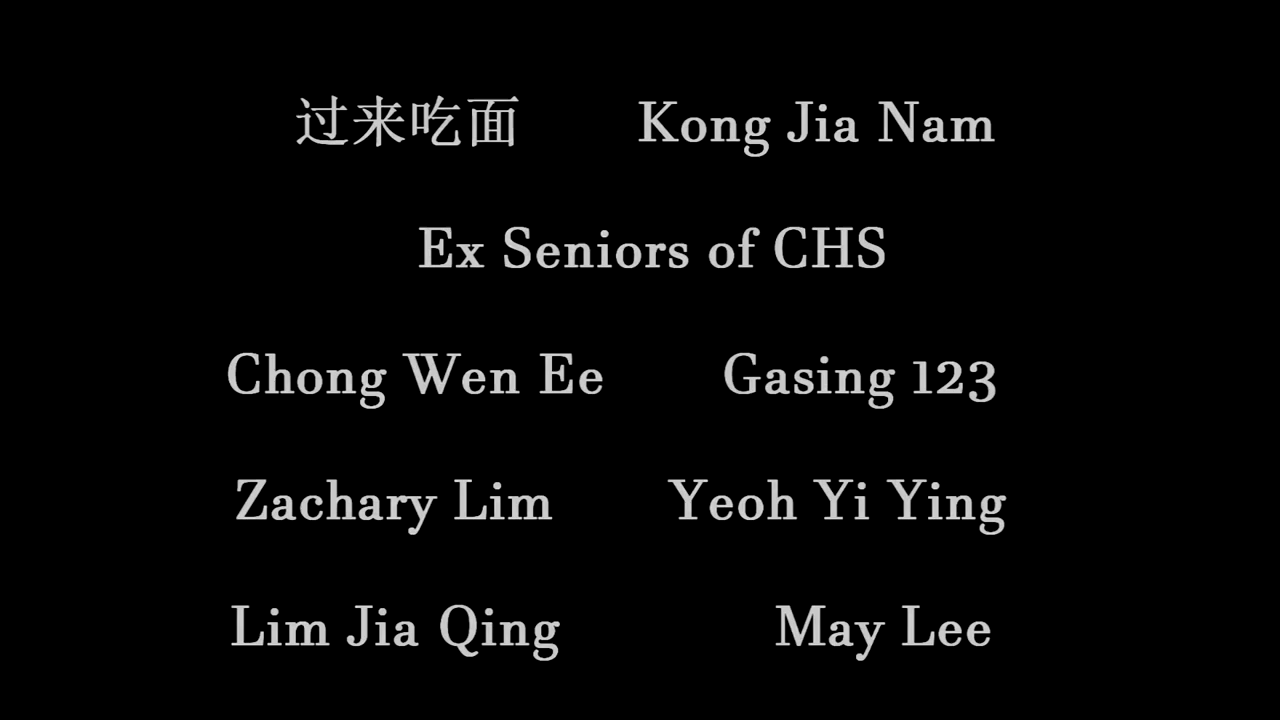 过来吃面 Kong Jia Nam
Ex Seniors of CHS
Chong Wen Ee Gasing 123
Zachary Lim Yeoh Yi Ying
Lim Jia Qing May Lee